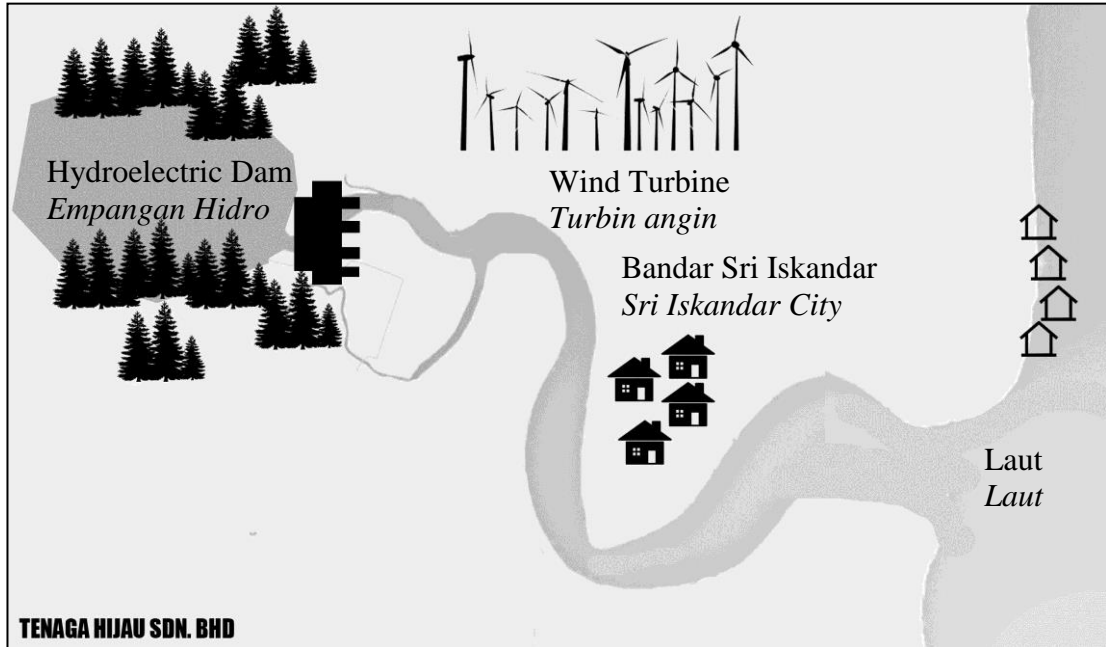 Hydroelectric Dam
Empangan Hidro
Wind Turbine
Turbin angin
Bandar Sri Iskandar
Sri Iskandar City
Laut
Laut
TENAGA HIJAU SDN. BHD